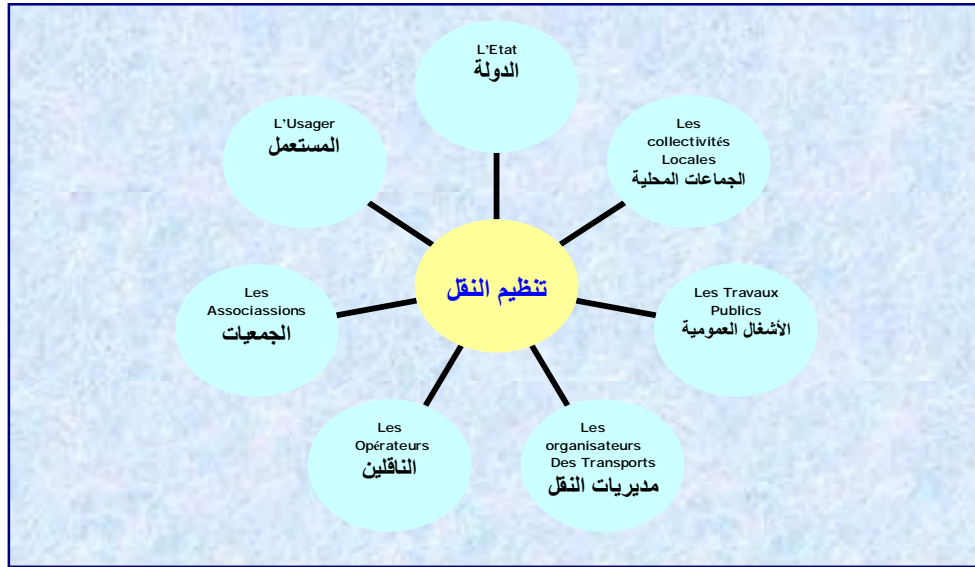 L'Etat
الدولة
Les
collectivités
Locales
الجماعات المحلية
Les Travaux
Publics
الأشغال العمومية
Les
organisateurs
Des Transports
مديريات النقل
Les
Opérateurs
الناقلين
Les
Associassions
الجمعيات
L'Usager
المستعمل
تنظيم النقل